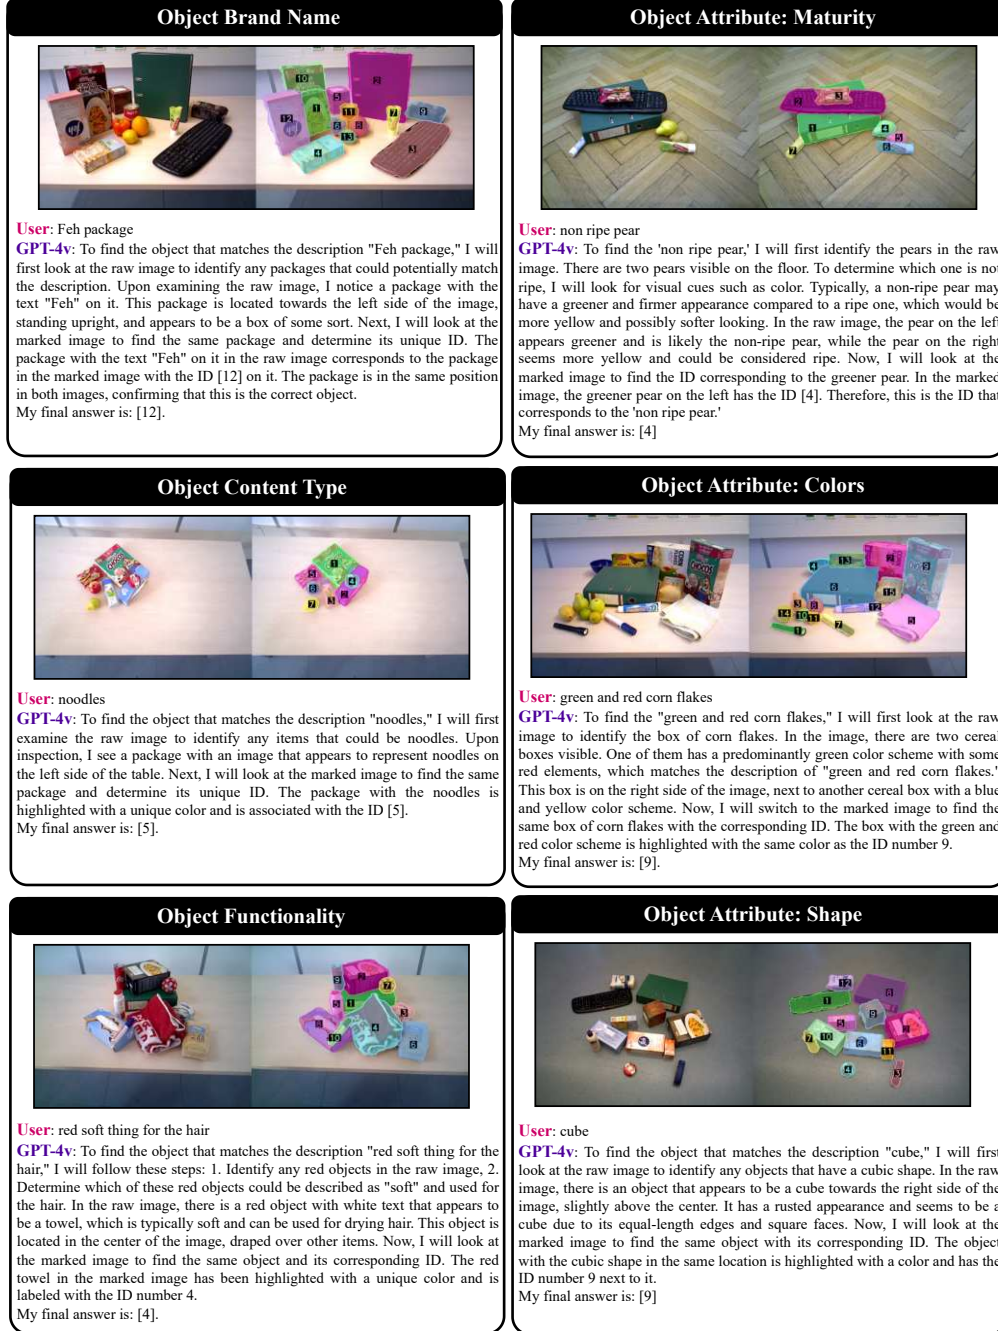 Object Brand Name
User: Feh package
GPT-4v: To find the object that matches the description "Feh package," I will
first look at the raw image to identify any packages that could potentially match
the description. Upon examining the raw image, I notice a package with the
text "Feh" on it. This package is located towards the left side of the image,
standing upright, and appears to be a box of some sort. Next, I will look at the
marked image to find the same package and determine its unique ID. The
package with the text "Feh" on it in the raw image corresponds to the package
in the marked image with the ID [12] on it. The package is in the same position
in both images, confirming that this is the correct object.
My final answer is: [12].
Object Attribute: Maturity
User: non ripe pear
GPT-4v: To find the 'non ripe pear,' I will first identify the pears in the raw
image. There are two pears visible on the floor. To determine which one is not
ripe, I will look for visual cues such as color. Typically, a non-ripe pear may
have a greener and firmer appearance compared to a ripe one, which would be
more yellow and possibly softer looking. In the raw image, the pear on the left
appears greener and is likely the non-ripe pear, while the pear on the right
seems more yellow and could be considered ripe. Now, I will look at the
marked image to find the ID corresponding to the greener pear. In the marked
image, the greener pear on the left has the ID [4]. Therefore, this is the ID that
corresponds to the 'non ripe pear.'
My final answer is: [4]
Object Content Type
User: noodles
GPT-4v: To find the object that matches the description "noodles," I will first
examine the raw image to identify any items that could be noodles. Upon
inspection, I see a package with an image that appears to represent noodles on
the left side of the table. Next, I will look at the marked image to find the same
package and determine its unique ID. The package with the noodles is
highlighted with a unique color and is associated with the ID [5].
My final answer is: [5].
Object Attribute: Colors
User: green and red corn flakes
GPT-4v: To find the "green and red corn flakes," I will first look at the raw
image to identify the box of corn flakes. In the image, there are two cereal
boxes visible. One of them has a predominantly green color scheme with some
red elements, which matches the description of "green and red corn flakes."
This box is on the right side of the image, next to another cereal box with a blue
and yellow color scheme. Now, I will switch to the marked image to find the
same box of corn flakes with the corresponding ID. The box with the green and
red color scheme is highlighted with the same color as the ID number 9.
My final answer is: [9].
Object Functionality
User: red soft thing for the hair
GPT-4v: To find the object that matches the description "red soft thing for the
hair," I will follow these steps: 1. Identify any red objects in the raw image, 2.
Determine which of these red objects could be described as "soft" and used for
the hair. In the raw image, there is a red object with white text that appears to
be a towel, which is typically soft and can be used for drying hair. This object is
located in the center of the image, draped over other items. Now, I will look at
the marked image to find the same object and its corresponding ID. The red
towel in the marked image has been highlighted with a unique color and is
labeled with the ID number 4.
My final answer is: [4].
Object Attribute: Shape
User: cube
GPT-4v: To find the object that matches the description "cube," I will first
look at the raw image to identify any objects that have a cubic shape. In the raw
image, there is an object that appears to be a cube towards the right side of the
image, slightly above the center. It has a rusted appearance and seems to be a
cube due to its equal-length edges and square faces. Now, I will look at the
marked image to find the same object with its corresponding ID. The object
with the cubic shape in the same location is highlighted with a color and has the
ID number 9 next to it.
My final answer is: [9]